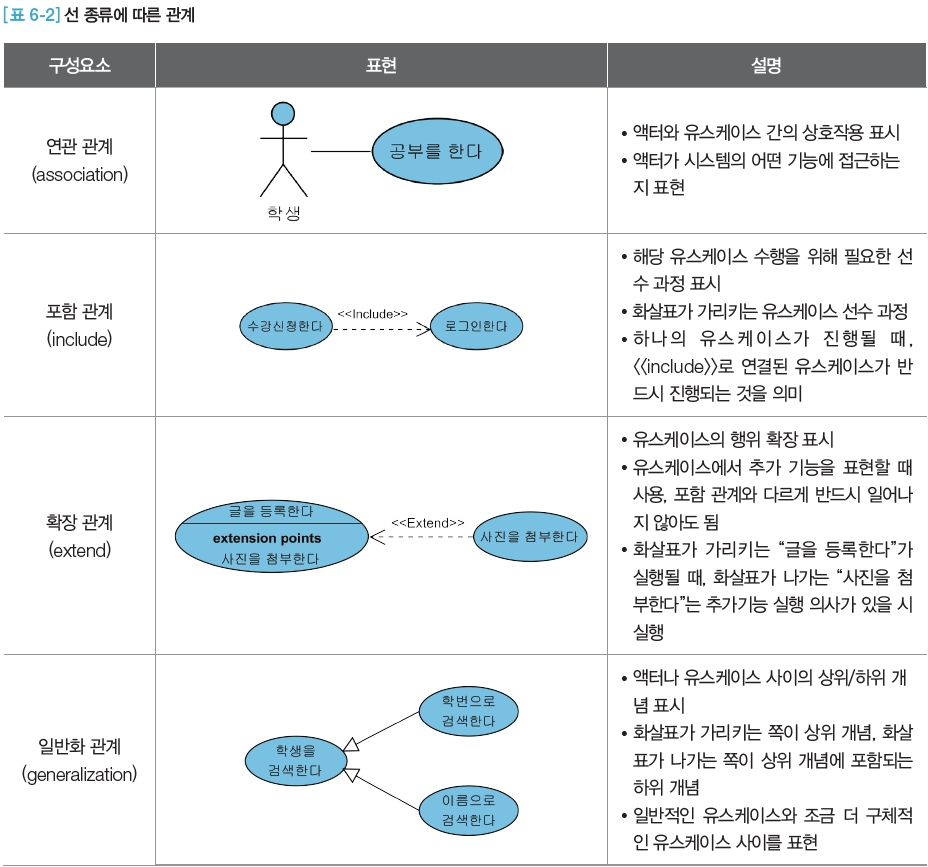 [표 6-2] 선 종류에 따른 관계
구성요소
표현
설명
연관 관계
(association)
학생
공부를 한다
• 액터와 유스케이스 간의 상호작용 표시
• 액터가 시스템의 어떤 기능에 접근하는
지 표현
포함 관계
(include)
수강신청한다
<<Include>>
로그인한다
• 해당 유스케이스 수행을 위해 필요한 선
수 과정 표시
• 화살표가 가리키는 유스케이스 선수 과정
• 하나의 유스케이스가 진행될 때,
〈〈include〉〉로 연결된 유스케이스가 반
드시 진행되는 것을 의미
확장 관계
(extend)
글을 등록한다
extension points
사진을 첨부한다
<<Extend>>
사진을 첨부한다
• 유스케이스의 행위 확장 표시
• 유스케이스에서 추가 기능을 표현할 때
사용, 포함 관계와 다르게 반드시 일어나
지 않아도 됨
• 화살표가 가리키는 “글을 등록한다”가
실행될 때, 화살표가 나가는 “사진을 첨
부한다”는 추가기능 실행 의사가 있을 시
실행
일반화 관계
(generalization)
학생을
검색한다
학번으로
검색한다
이름으로
검색한다
• 액터나 유스케이스 사이의 상위/하위 개
념 표시
• 화살표가 가리키는 쪽이 상위 개념, 화살
표가 나가는 쪽이 상위 개념에 포함되는
하위 개념
• 일반적인 유스케이스와 조금 더 구체적
인 유스케이스 사이를 표현